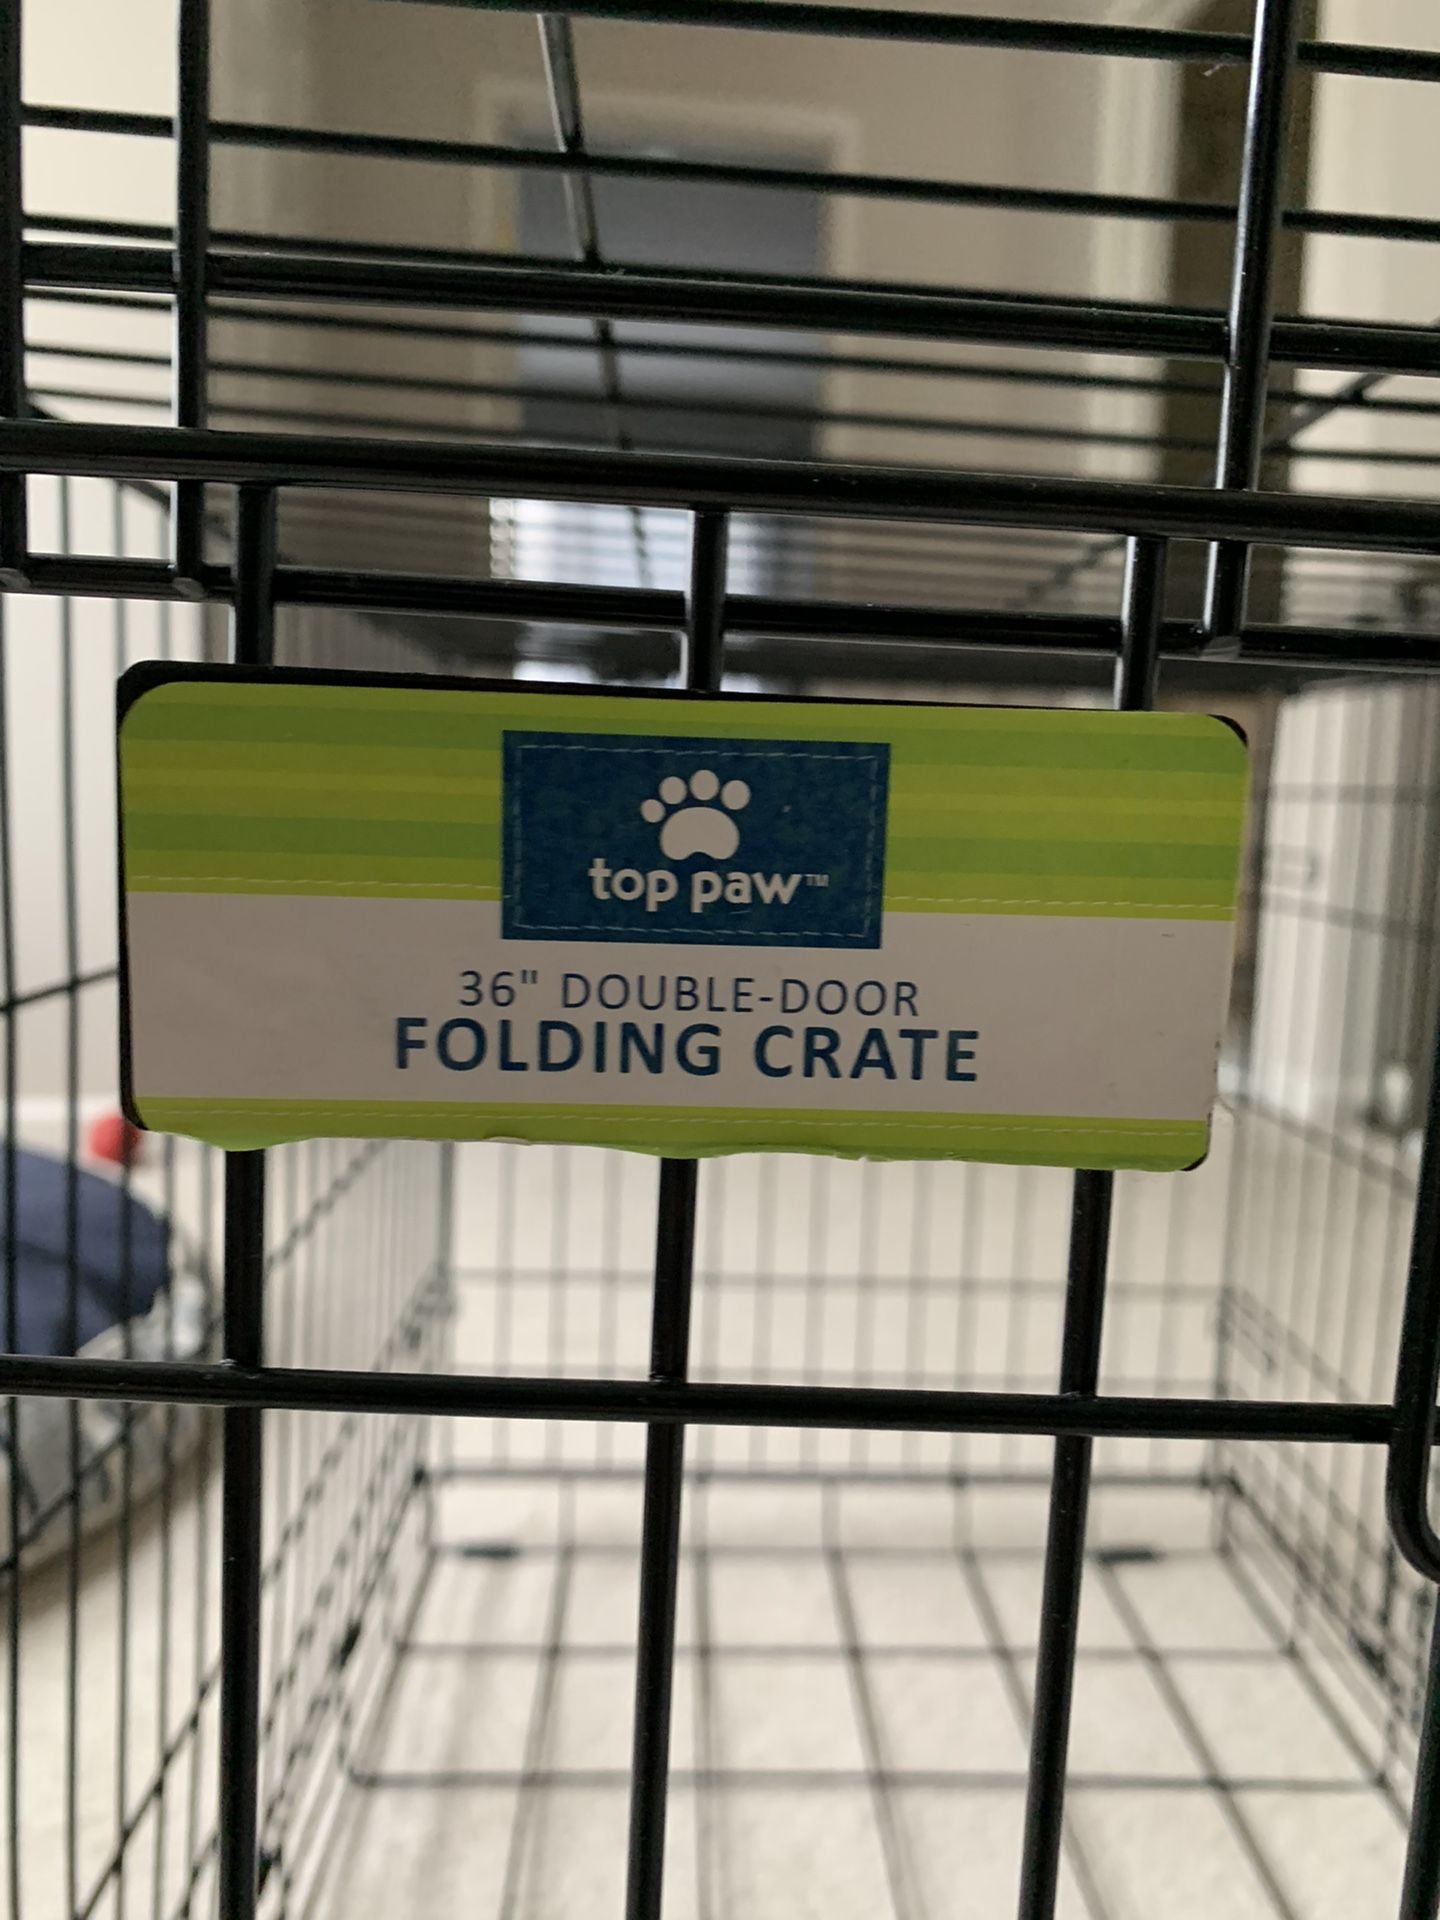 top paw™
36" DOUBLE-DOOR
FOLDING CRATE